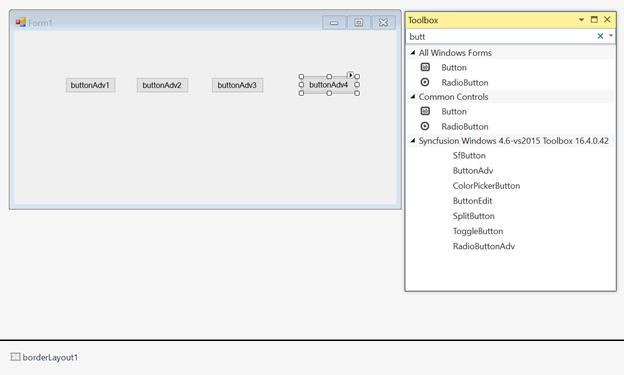 Form1
buttonAdv1
buttonAdv2
buttonAdv3
buttonAdv4
Toolbox
butt
All Windows Forms
Button
RadioButton
Common Controls
Button
RadioButton
Syncfusion Windows 4.6-vs2015 Toolbox 16.4.0.42
SfButton
ButtonAdv
ColorPickerButton
ButtonEdit
SplitButton
ToggleButton
RadioButtonAdv
borderLayout1